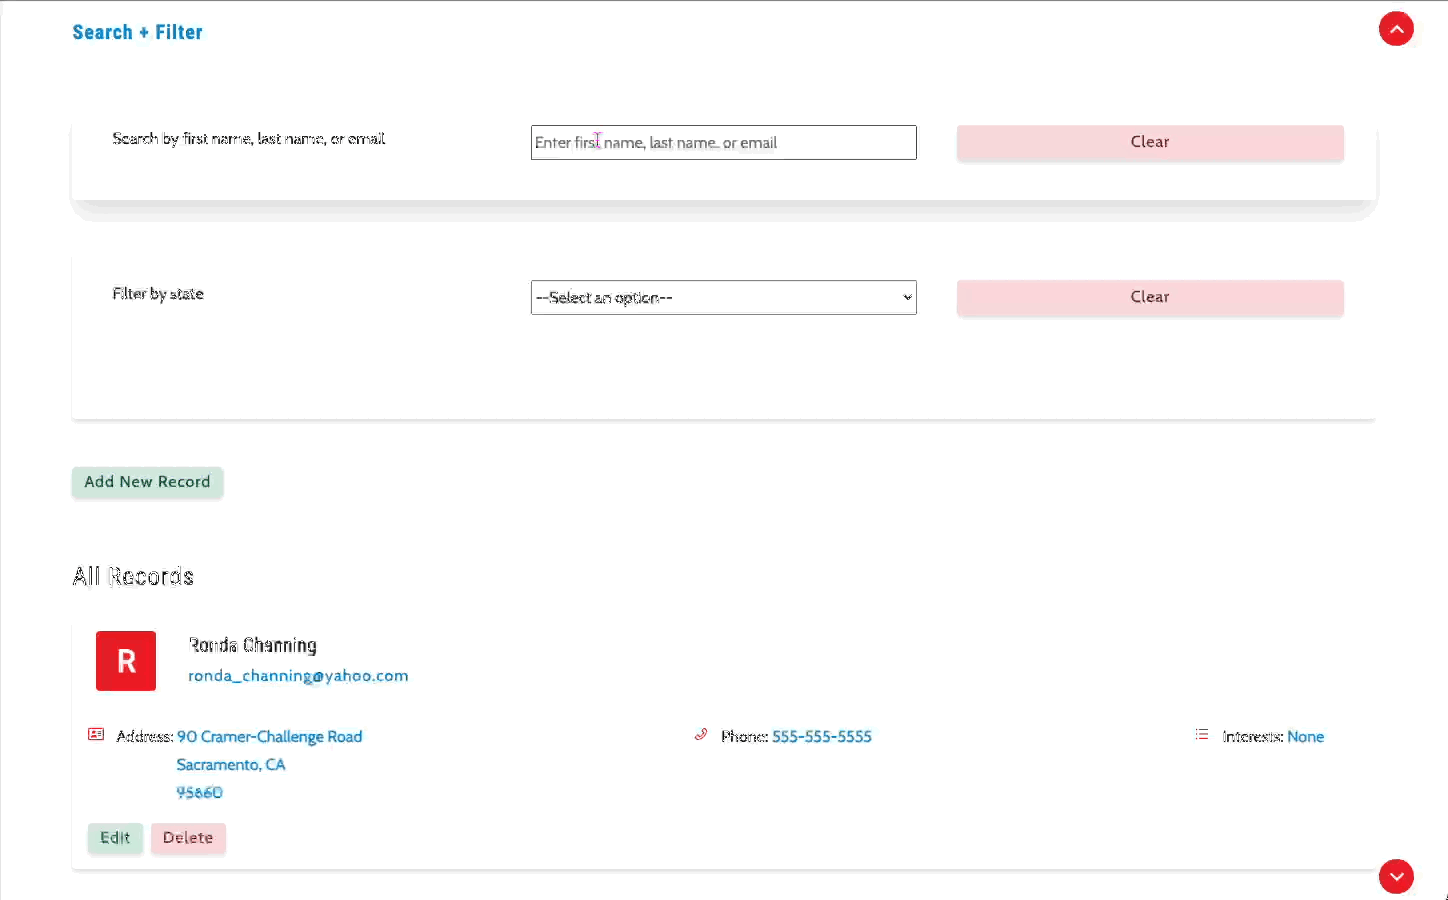 Search + Filter
Search by first name, last name, or email
Enter first name, last name, or email
Clear
Filter by state
--Select an option--
Clear
Add New Record
All Records
R
Ronda Channing
ronda_channing@yahoo.com
Address: 90 Cramer-Challenge Road
Sacramento, CA
Phone: 555-555-5555
Interests: None
Edit
Delete